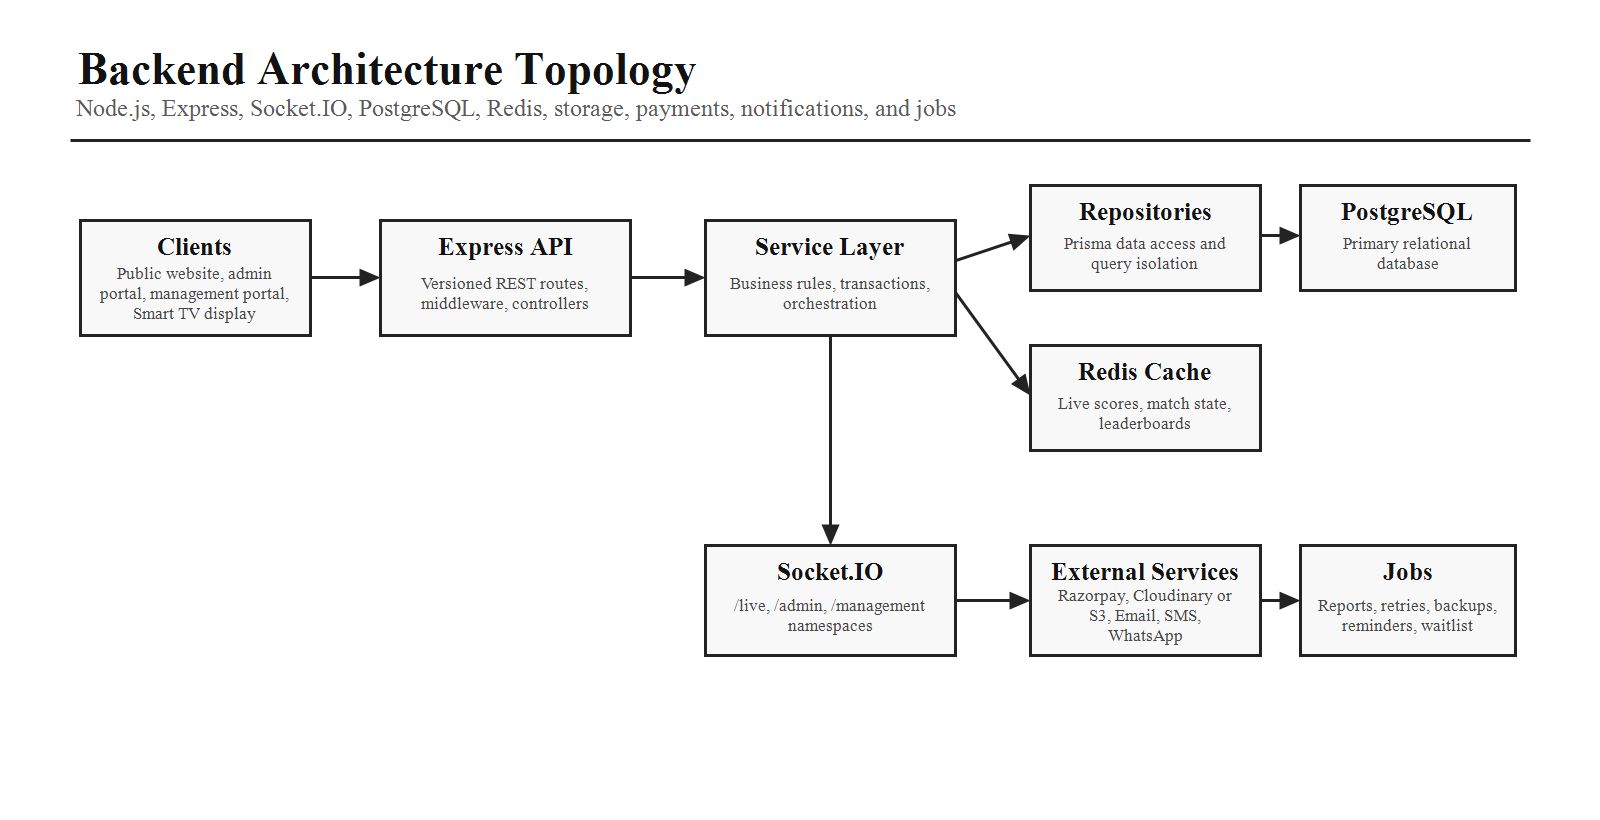 Backend Architecture Topology
Node.js, Express, Socket.IO, PostgreSQL, Redis, storage, payments, notifications, and jobs
Clients
Public website, admin
portal, management portal,
Smart TV display
Express API
Versioned REST routes,
middleware, controllers
Service Layer
Business rules, transactions,
orchestration
Repositories
Prisma data access and
query isolation
PostgreSQL
Primary relational
database
Redis Cache
Live scores, match state,
leaderboards
Socket.IO
/live, /admin, /management
namespaces
External Services
Razorpay, Cloudinary or
S3, Email, SMS,
WhatsApp
Jobs
Reports, retries, backups,
reminders, waitlist